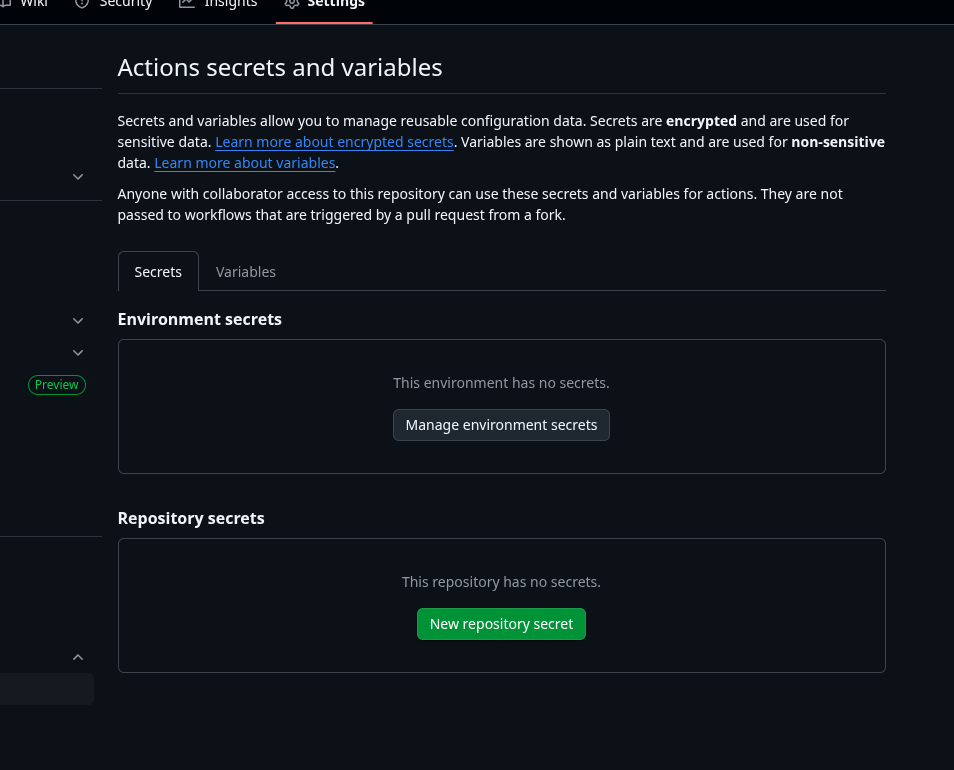 Wiki Security Insights Settings
Actions secrets and variables
Secrets and variables allow you to manage reusable configuration data. Secrets are encrypted and are used for
sensitive data. Learn more about encrypted secrets. Variables are shown as plain text and are used for non-sensitive
data. Learn more about variables.
Anyone with collaborator access to this repository can use these secrets and variables for actions. They are not
passed to workflows that are triggered by a pull request from a fork.
Secrets Variables
Environment secrets
Preview
This environment has no secrets.
Manage environment secrets
Repository secrets
This repository has no secrets.
New repository secret